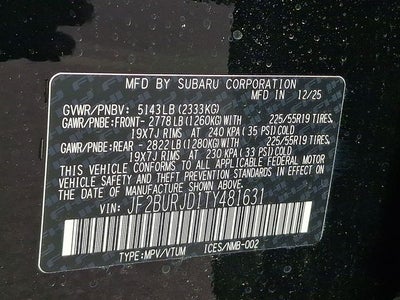 MFD. BY SUBARU CORPORATION
MFD IN 12/25
GVWR/PNBV: 5143LB (2333KG)
GAWR/PNBE:FRONT- 2778LB (1260KG) WITH 225/55R19 TIRES,
19X7J RIMS AT 240 KPA (35 PSI) COLD
GAWR/PNBE:REAR - 2822LB (1280KG) WITH 225/55R19 TIRES,
19X7J RIMS AT 230 KPA (33 PSI) COLD
THIS VEHICLE CONFORMS TO ALL APPLICABLE FEDERAL MOTOR
VEHICLE SAFETY, BUMPER AND THEFT PREVENTION STANDARDS IN EFFECT ON
THE DATE OF MANUFACTURE SHOWN ABOVE.
VIN: JF2BURJD1TY481631
TYPE:MPV/VTUM ICES/NMB-002